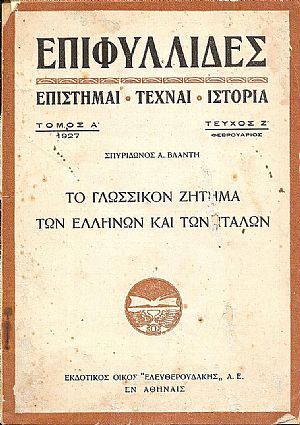 ΕΠΙΦΥΛΛΙΔΕΣ
ΕΠΙΣΤΗΜΑΙ • ΤΕΧΝΑΙ • ΙΣΤΟΡΙΑ
ΤΟΜΟΣ Α΄
1927
ΤΕΥΧΟΣ Ζ΄
ΦΕΒΡΟΥΑΡΙΟΣ
ΣΠΥΡΙΔΩΝΟΣ Α. ΒΛΑΝΤΗ
ΤΟ ΓΛΩΣΣΙΚΟΝ ΖΗΤΗΜΑ
ΤΩΝ ΕΛΛΗΝΩΝ ΚΑΙ ΤΩΝ ΙΤΑΛΩΝ
ΕΚΔΟΤΙΚΟΣ ΟΙΚΟΣ "ΕΛΕΥΘΕΡΟΥΔΑΚΗΣ„ Α. Ε.
ΕΝ ΑΘΗΝΑΙΣ